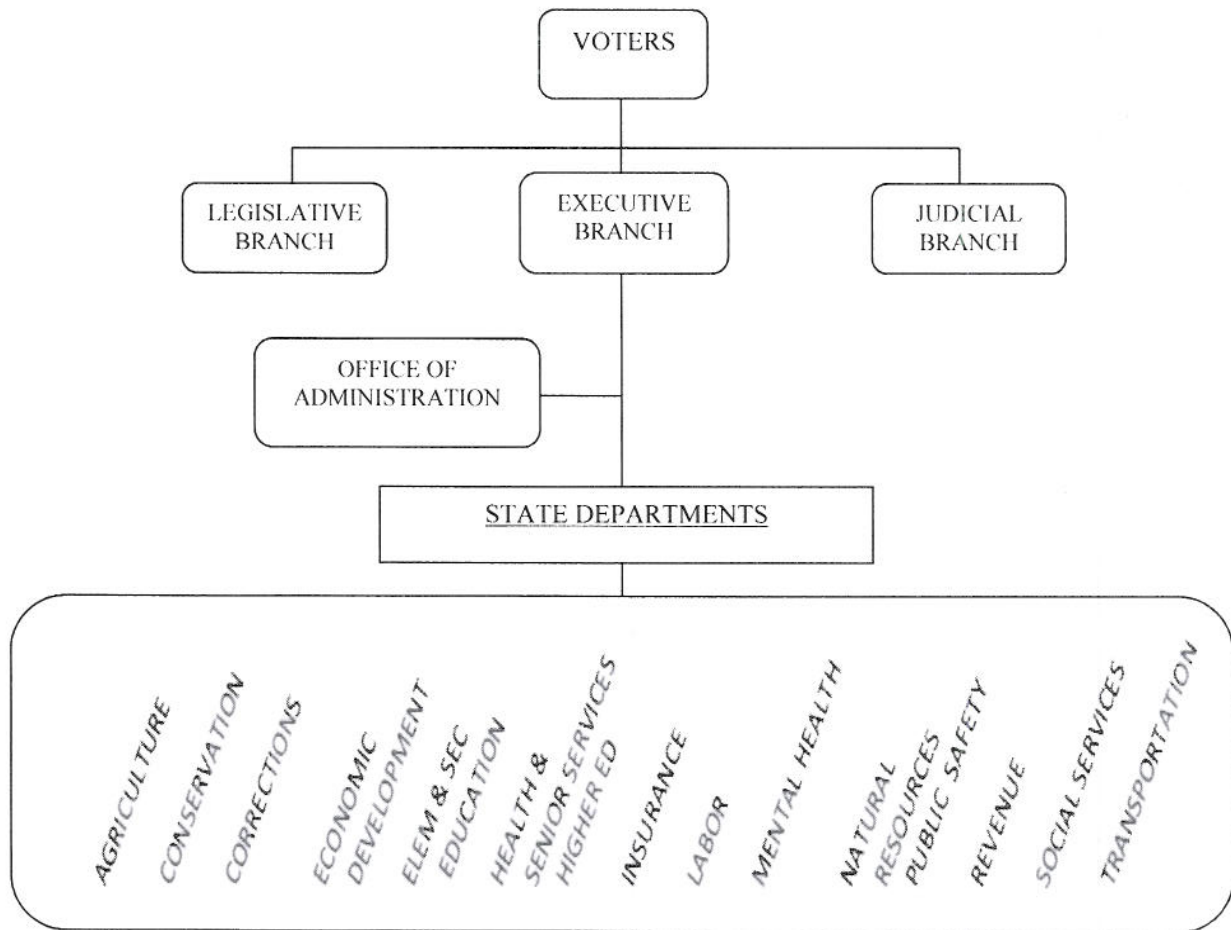 VOTERS
LEGISLATIVE
BRANCH
EXECUTIVE
BRANCH
JUDICIAL
BRANCH
OFFICE OF
ADMINISTRATION
STATE DEPARTMENTS
AGRICULTURE
CONSERVATION
CORRECTIONS
ECONOMIC
DEVELOPMENT
ELEM & SEC
EDUCATION
HEALTH &
SENIOR SERVICES
HIGHER ED
INSURANCE
LABOR
MENTAL HEALTH
NATURAL
RESOURCES
PUBLIC SAFETY
REVENUE
SOCIAL SERVICES
TRANSPORTATION